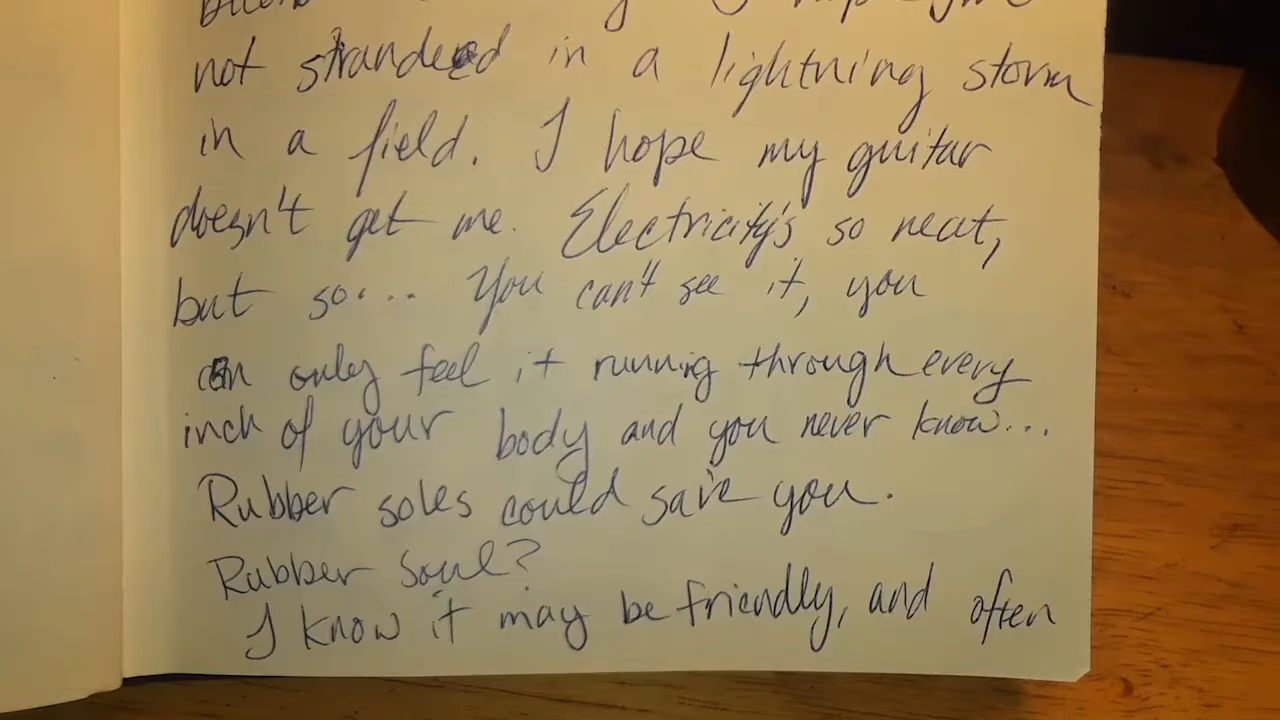 not stranded in a lightning storm
in a field. I hope my guitar
doesn't get me. Electricity's so neat,
but so.... You can't see it, you
can only feel it running through every
inch of your body and you never know...
Rubber soles could save you.
Rubber Soul?
I know it may be friendly, and often